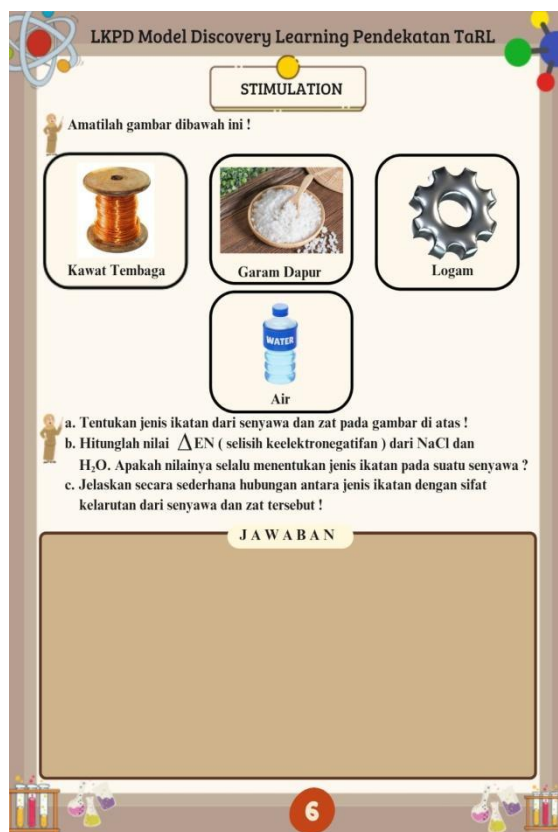 LKPD Model Discovery Learning Pendekatan TaRL
STIMULATION
Amatilah gambar dibawah ini !
Kawat Tembaga
Garam Dapur
Logam
WATER
Air
a. Tentukan jenis ikatan dari senyawa dan zat pada gambar di atas !
b. Hitunglah nilai ΔEN ( selisih keelektronegatifan ) dari NaCl dan
H₂O. Apakah nilainya selalu menentukan jenis ikatan pada suatu senyawa ?
c. Jelaskan secara sederhana hubungan antara jenis ikatan dengan sifat
kelarutan dari senyawa dan zat tersebut !
JAWABAN
6